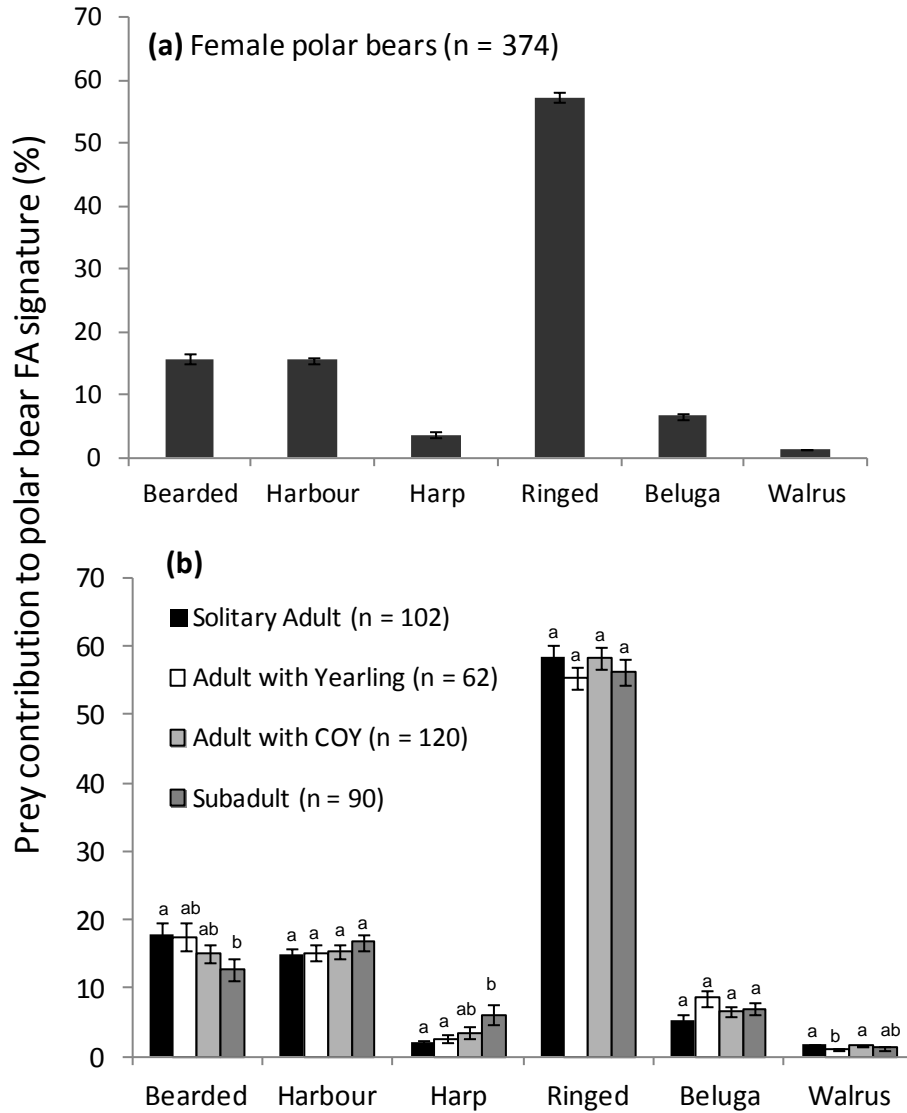 Prey contribution to polar bear FA signature (%)
(a) Female polar bears (n = 374)
70
60
50
40
30
20
10
0
Bearded Harbour Harp Ringed Beluga Walrus
(b)
70
60
50
40
30
20
10
0
Solitary Adult (n = 102)
Adult with Yearling (n = 62)
Adult with COY (n = 120)
Subadult (n = 90)
a ab ab b
a a a a
a a ab b
a a a a
a a a a
a b a ab
Bearded Harbour Harp Ringed Beluga Walrus